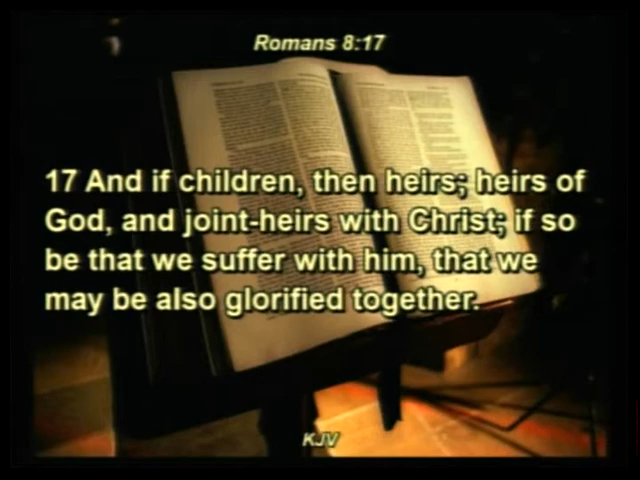 Romans 8:17
17 And if children, then heirs; heirs of
God, and joint-heirs with Christ; if so
be that we suffer with him, that we
may be also glorified together.
KJV